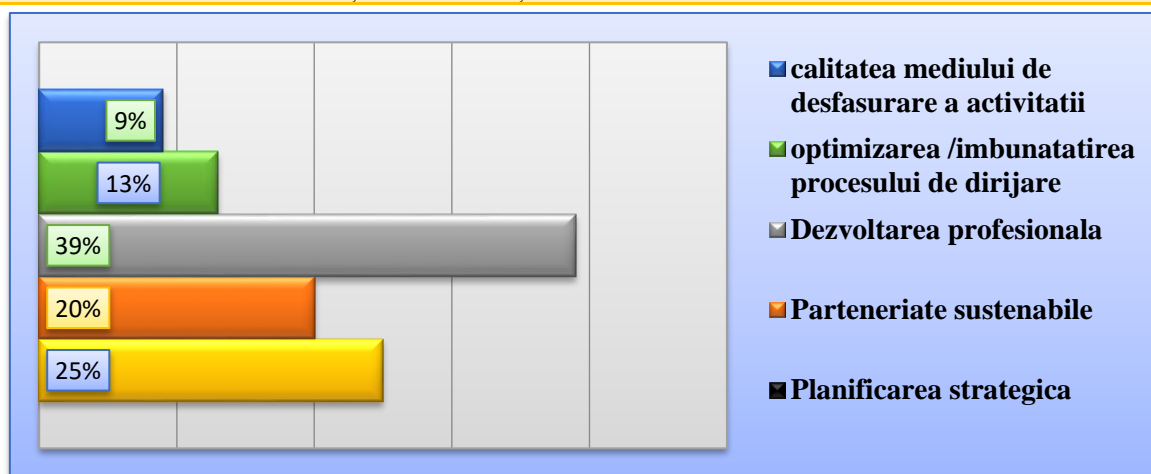 9%
13%
39%
20%
25%
calitatea mediului de
desfasurare a activitatii
optimizarea /imbunatatirea
procesului de dirijare
Dezvoltarea profesionala
Parteneriate sustenabile
Planificarea strategica